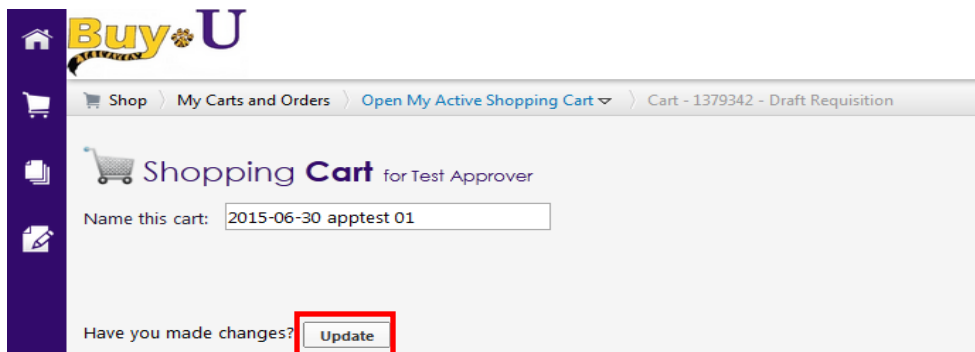 Buy U
Shop My Carts and Orders Open My Active Shopping Cart Cart - 1379342 - Draft Requisition
Shopping Cart for Test Approver
Name this cart: 2015-06-30 apptest 01
Have you made changes? Update